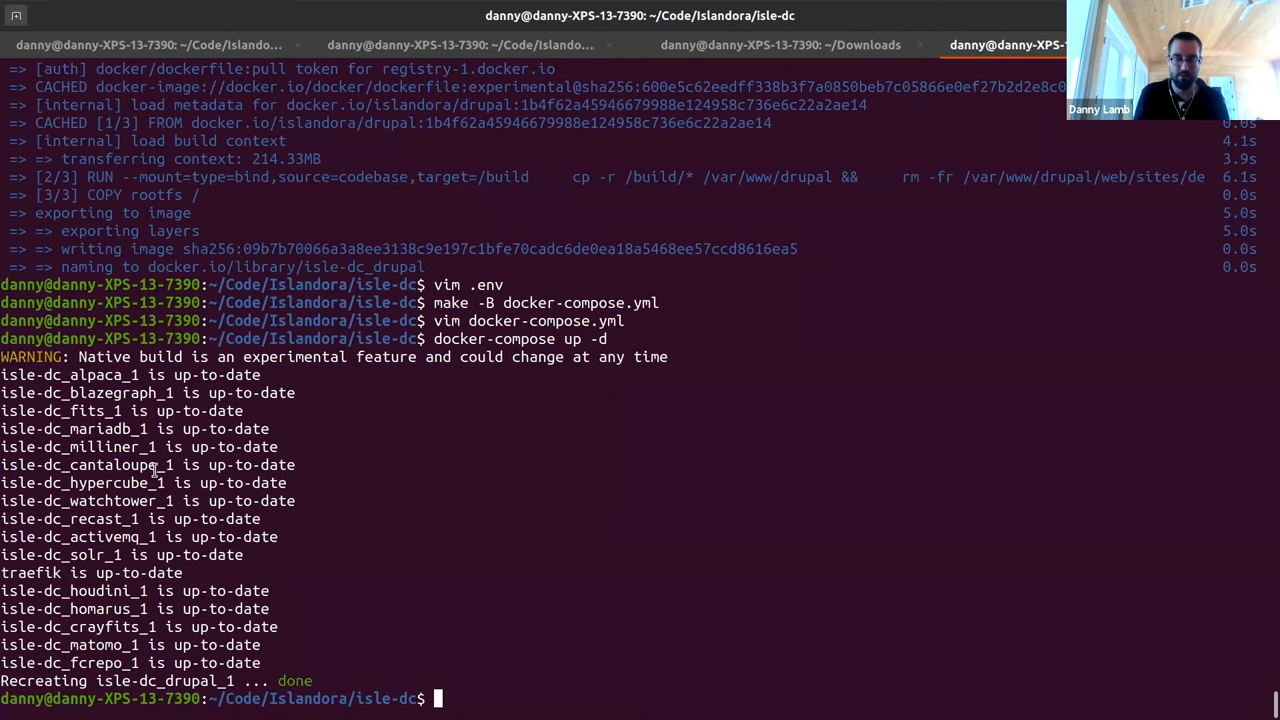 danny@danny-XPS-13-7390: ~/Code/Islandora/isle-dc
danny@danny-XPS-13-7390: ~/Code/Islando...
danny@danny-XPS-13-7390: ~/Code/Islando...
danny@danny-XPS-13-7390: ~/Downloads
danny@danny-XPS-1
Danny Lamb
=> [auth] docker/dockerfile:pull token for registry-1.docker.io
=> CACHED docker-image://docker.io/docker/dockerfile:experimental@sha256:600e5c62eedff338b3f7a0850beb7c05866e0ef27b2d2e8c0
=> [internal] load metadata for docker.io/islandora/drupal:1b4f62a45946679988e124958c736e6c22a2ae14
=> CACHED [1/3] FROM docker.io/islandora/drupal:1b4f62a45946679988e124958c736e6c22a2ae14 0.0s
=> [internal] load build context 4.1s
=> => transferring context: 214.33MB 3.9s
=> [2/3] RUN --mount=type=bind,source=codebase,target=/build cp -r /build/* /var/www/drupal && rm -fr /var/www/drupal/web/sites/de 6.1s
=> [3/3] COPY rootfs / 0.0s
=> exporting to image 5.0s
=> => exporting layers 5.0s
=> => writing image sha256:09b7b70066a3a8ee3138c9e197c1bfe70cadc6de0ea18a5468ee57ccd8616ea5 0.0s
=> => naming to docker.io/library/isle-dc_drupal 0.0s
danny@danny-XPS-13-7390:~/Code/Islandora/isle-dc$ vim .env
danny@danny-XPS-13-7390:~/Code/Islandora/isle-dc$ make -B docker-compose.yml
danny@danny-XPS-13-7390:~/Code/Islandora/isle-dc$ vim docker-compose.yml
danny@danny-XPS-13-7390:~/Code/Islandora/isle-dc$ docker-compose up -d
WARNING: Native build is an experimental feature and could change at any time
isle-dc_alpaca_1 is up-to-date
isle-dc_blazegraph_1 is up-to-date
isle-dc_fits_1 is up-to-date
isle-dc_mariadb_1 is up-to-date
isle-dc_milliner_1 is up-to-date
isle-dc_cantaloupe_1 is up-to-date
isle-dc_hypercube_1 is up-to-date
isle-dc_watchtower_1 is up-to-date
isle-dc_recast_1 is up-to-date
isle-dc_activemq_1 is up-to-date
isle-dc_solr_1 is up-to-date
traefik is up-to-date
isle-dc_houdini_1 is up-to-date
isle-dc_homarus_1 is up-to-date
isle-dc_crayfits_1 is up-to-date
isle-dc_matomo_1 is up-to-date
isle-dc_fcrepo_1 is up-to-date
Recreating isle-dc_drupal_1 ... done
danny@danny-XPS-13-7390:~/Code/Islandora/isle-dc$